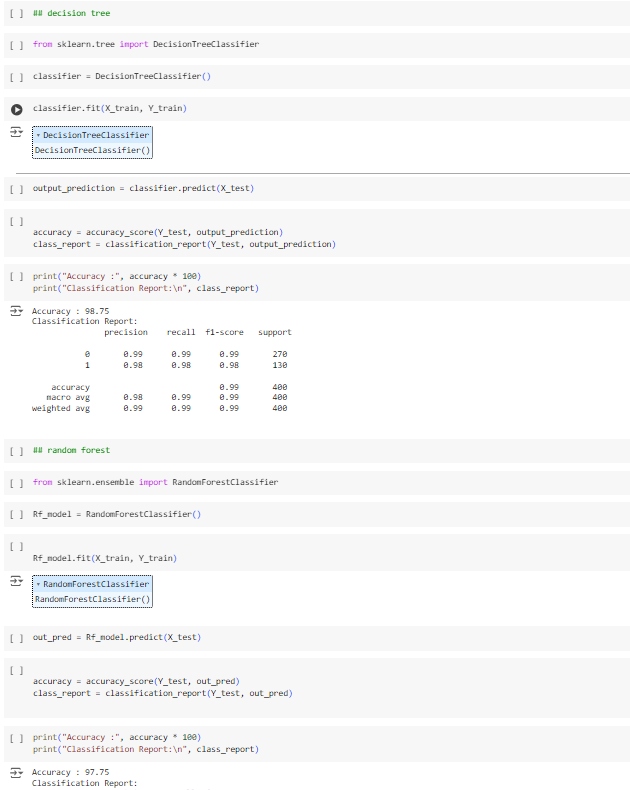 [ ] ## decision tree
[ ] from sklearn.tree import DecisionTreeClassifier
[ ] classifier = DecisionTreeClassifier()
classifier.fit(X_train, Y_train)
▾ DecisionTreeClassifier
DecisionTreeClassifier()
[ ] output_prediction = classifier.predict(X_test)
[ ]
accuracy = accuracy_score(Y_test, output_prediction)
class_report = classification_report(Y_test, output_prediction)
[ ] print("Accuracy :", accuracy * 100)
print("Classification Report:\n", class_report)
Accuracy : 98.75
Classification Report:
precision recall f1-score support
0 0.99 0.99 0.99 270
1 0.98 0.98 0.98 130
accuracy 0.99 400
macro avg 0.98 0.99 0.99 400
weighted avg 0.99 0.99 0.99 400
[ ] ## random forest
[ ] from sklearn.ensemble import RandomForestClassifier
[ ] Rf_model = RandomForestClassifier()
[ ]
Rf_model.fit(X_train, Y_train)
▾ RandomForestClassifier
RandomForestClassifier()
[ ] out_pred = Rf_model.predict(X_test)
[ ]
accuracy = accuracy_score(Y_test, out_pred)
class_report = classification_report(Y_test, out_pred)
[ ] print("Accuracy :", accuracy * 100)
print("Classification Report:\n", class_report)
Accuracy : 97.75
Classification Report: